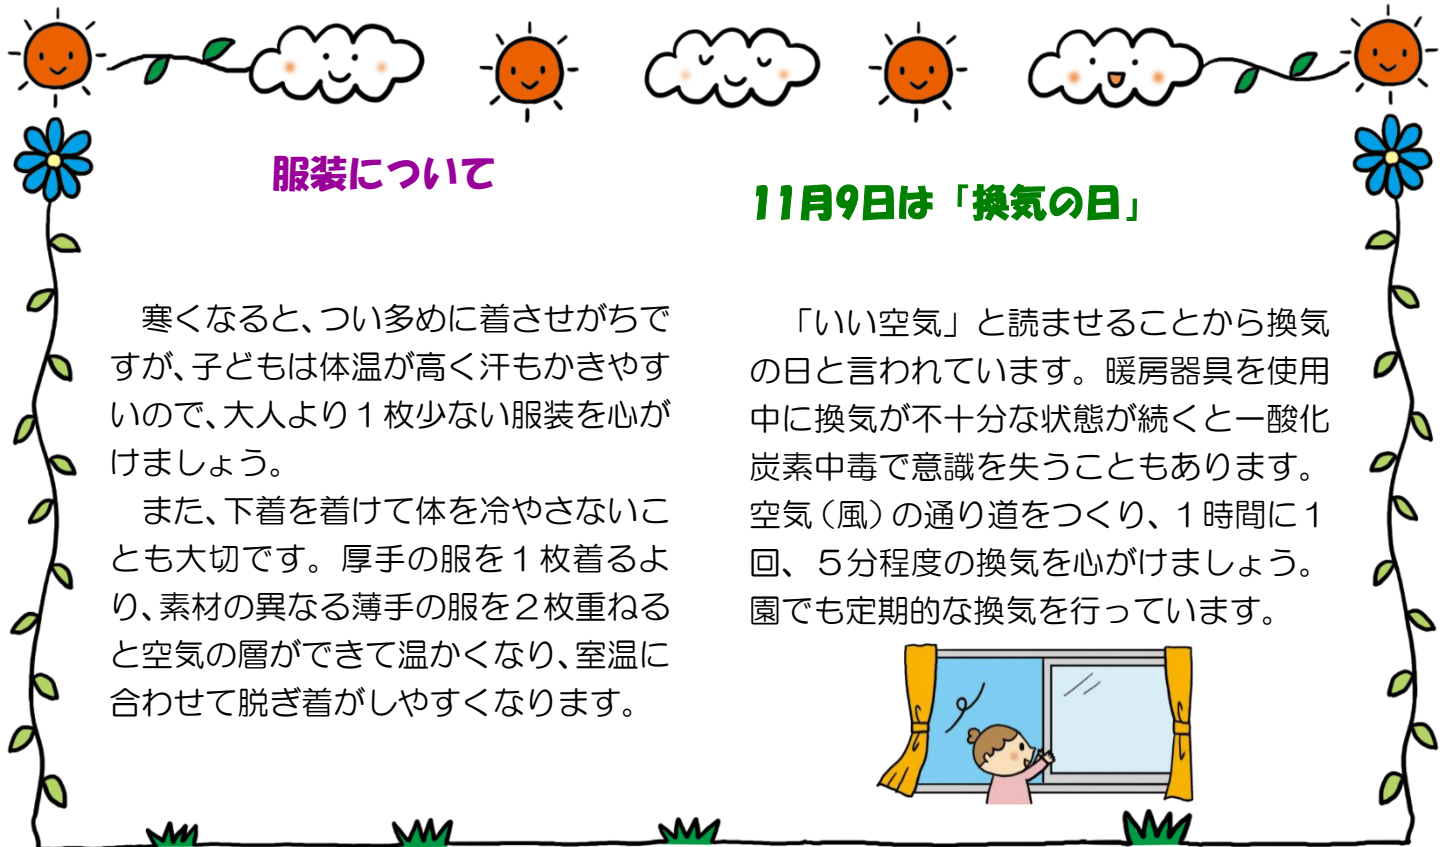 服装について
　寒くなると、つい多めに着させがちで
すが、子どもは体温が高く汗もかきやす
いので、大人より１枚少ない服装を心が
けましょう。
　また、下着を着けて体を冷やさないこ
とも大切です。厚手の服を１枚着るよ
り、素材の異なる薄手の服を２枚重ねる
と空気の層ができて温かくなり、室温に
合わせて脱ぎ着がしやすくなります。
11月9日は「換気の日」
　「いい空気」と読ませることから換気
の日と言われています。暖房器具を使用
中に換気が不十分な状態が続くと一酸化
炭素中毒で意識を失うこともあります。
空気（風）の通り道をつくり、１時間に１
回、５分程度の換気を心がけましょう。
園でも定期的な換気を行っています。